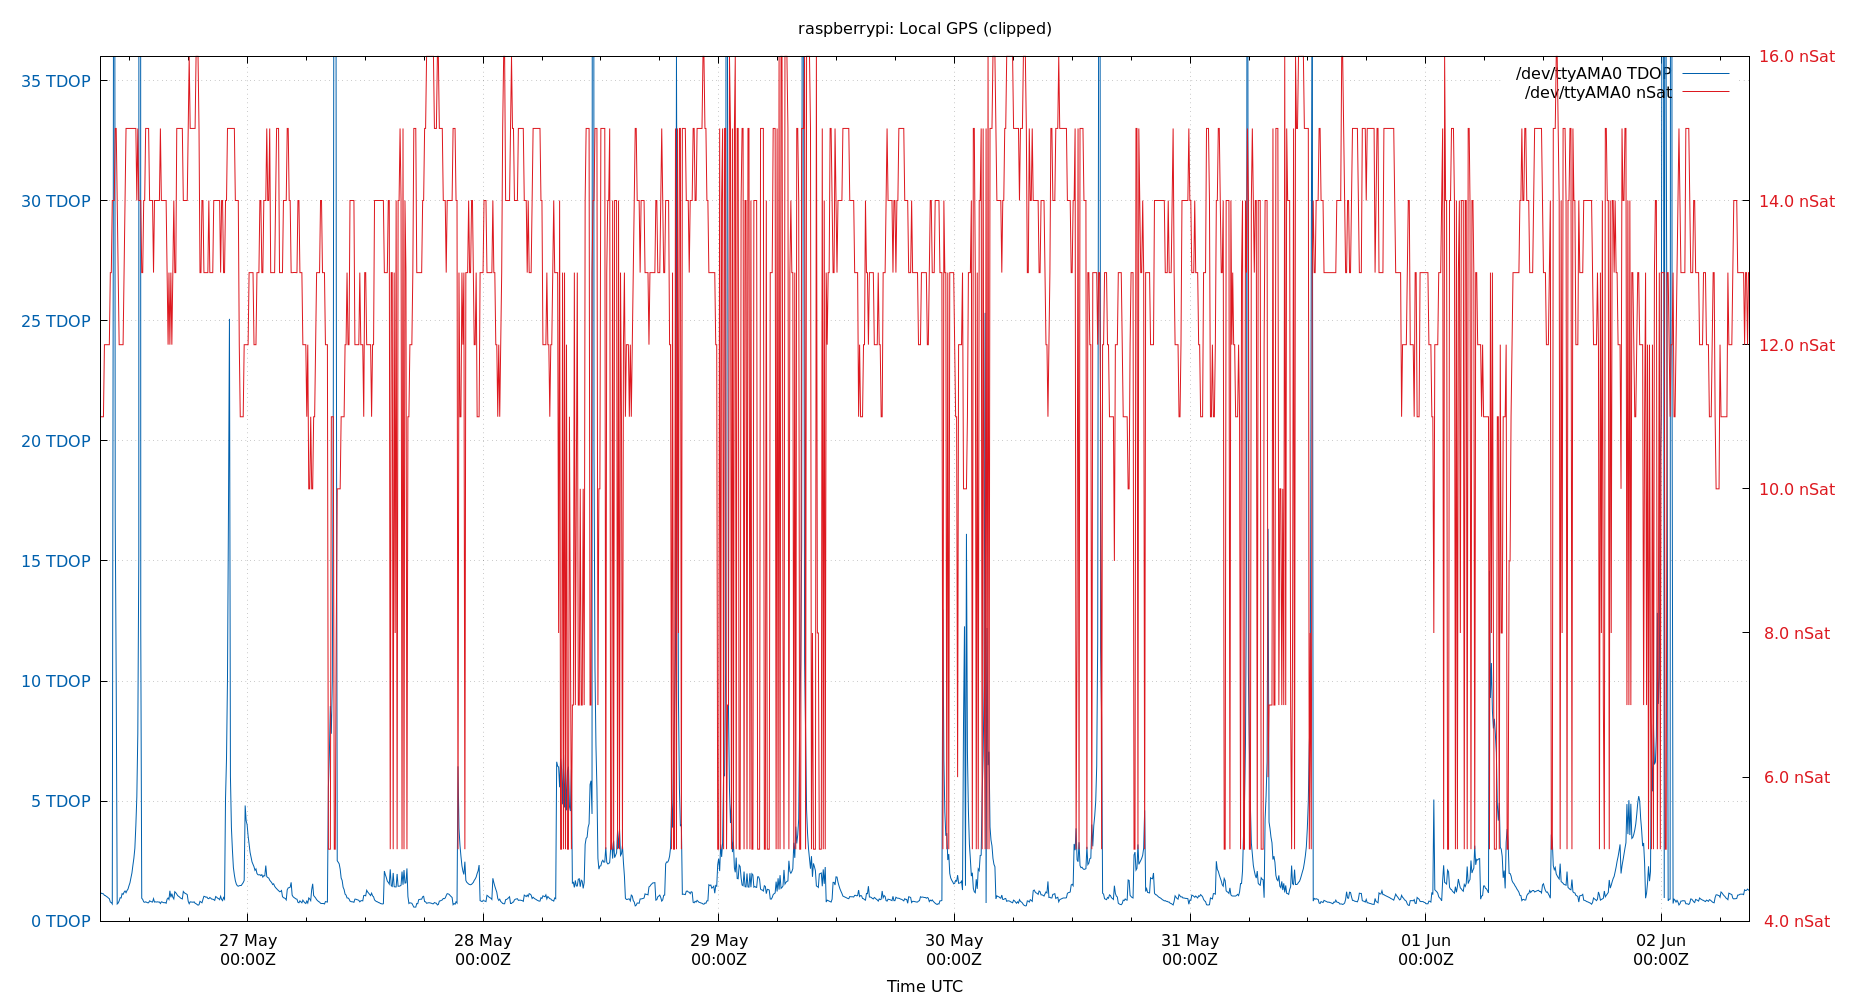 raspberrypi: Local GPS (clipped)
35 TDOP
30 TDOP
25 TDOP
20 TDOP
15 TDOP
10 TDOP
5 TDOP
0 TDOP
16.0 nSat
14.0 nSat
12.0 nSat
10.0 nSat
8.0 nSat
6.0 nSat
4.0 nSat
/dev/ttyAMA0 TDOP
/dev/ttyAMA0 nSat
27 May
00:00Z
28 May
00:00Z
29 May
00:00Z
30 May
00:00Z
31 May
00:00Z
01 Jun
00:00Z
02 Jun
00:00Z
Time UTC